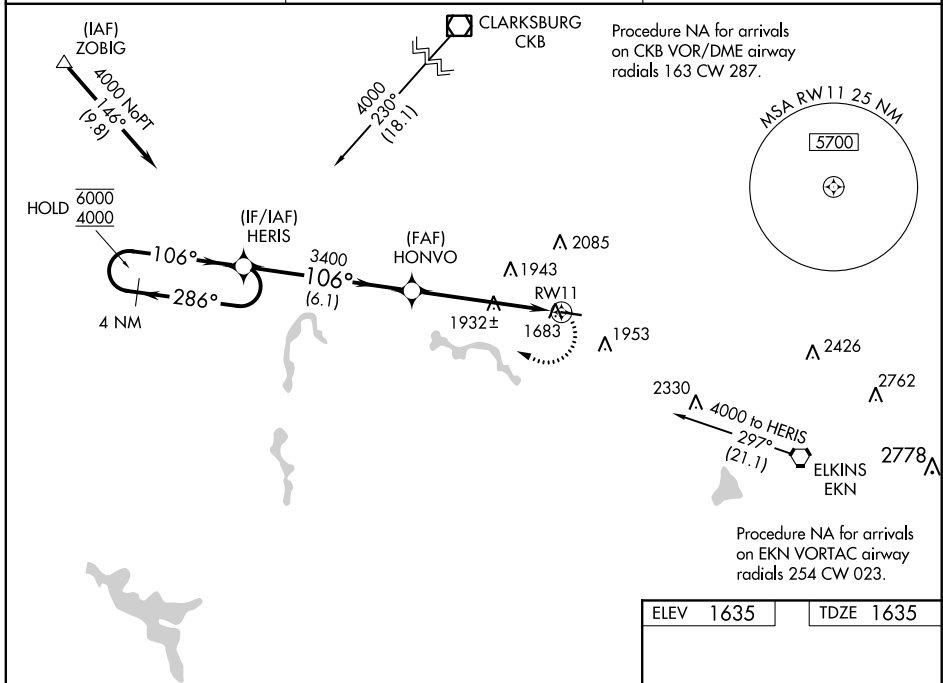 (IAF)
ZOBIG
4000 NoPT
146°
(9.8)
CLARKSBURG
CKB
4000
230°
(18.1)
Procedure NA for arrivals
on CKB VOR/DME airway
radials 163 CW 287.
MSA RW11 25 NM
5700
HOLD
6000
4000
(IF/IAF)
HERIS
106°
286°
4 NM
3400
106°
(6.1)
(FAF)
HONVO
2085
1943
RW11
1932±
1683
1953
2426
2762
2330
4000 to HERIS
297°
(21.1)
ELKINS
EKN
2778
Procedure NA for arrivals
on EKN VORTAC airway
radials 254 CW 023.
ELEV 1635
TDZE 1635